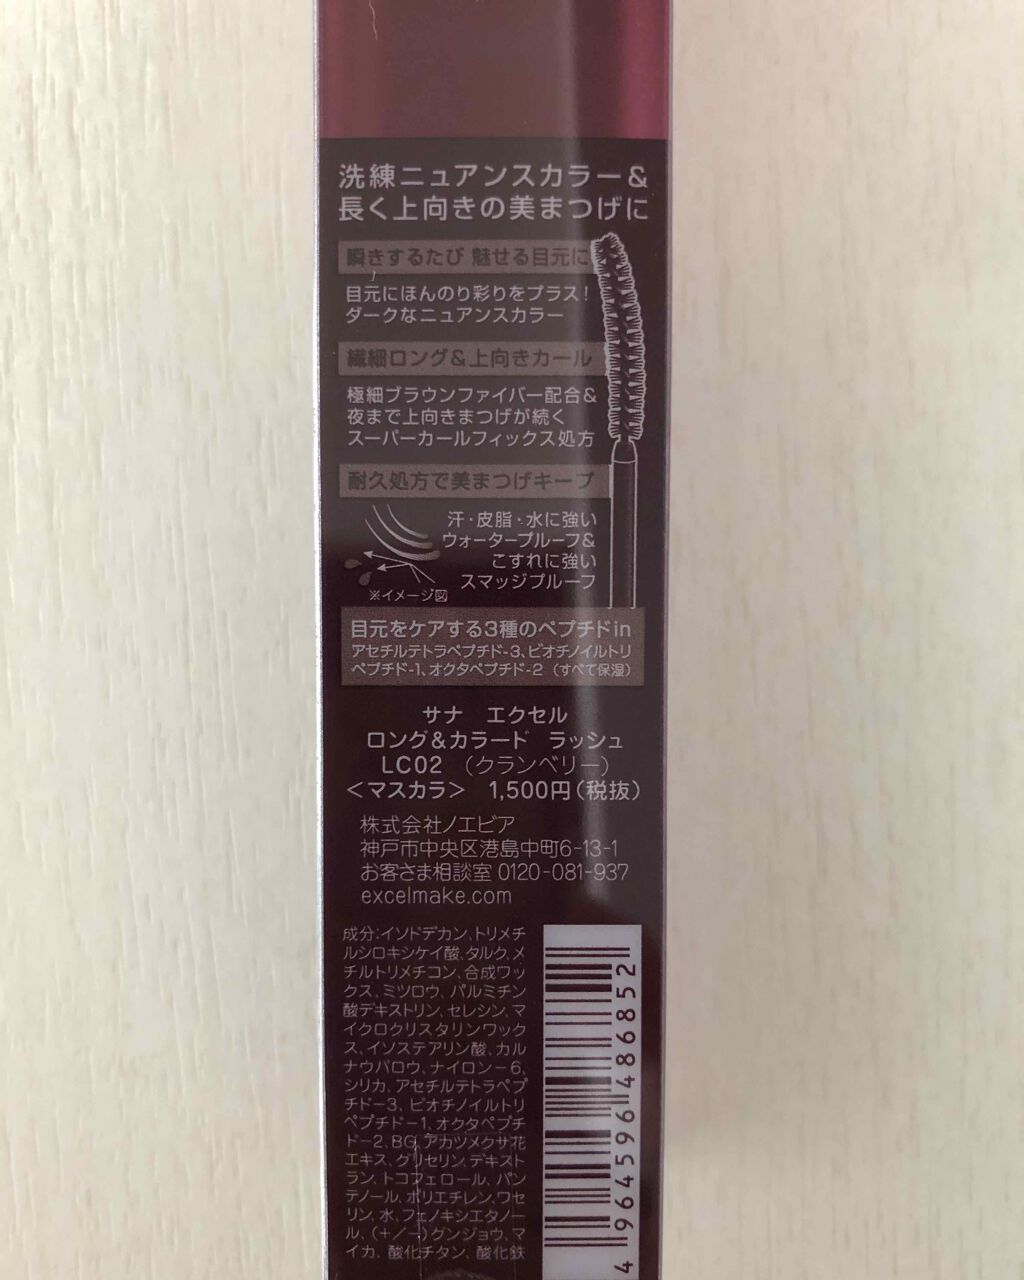 洗練ニュアンスカラー&
長く上向きの美まつげに
瞬きするたび 魅せる目元に
目元にほんのり彩りをプラス!
ダークなニュアンスカラー
繊細ロング&上向きカール
極細ブラウンファイバー配合&
夜まで上向きまつげが続く
スーパーカールフィックス処方
耐久処方で美まつげキープ
汗・皮脂・水に強い
ウォータープルーフ&
こすれに強い
スマッジプルーフ
※イメージ図
目元をケアする3種のペプチドin
アセチルテトラペプチド-3、ビオチノイルトリ
ペプチド-1、オクタペプチド-2(すべて保湿)
サナ エクセル
ロング&カラード ラッシュ
LC02 (クランベリー)
<マスカラ> 1,500円(税抜)
株式会社ノエビア
神戸市中央区港島中町6-13-1
お客さま相談室 0120-081-937
excelmake.com
成分:イソドデカン、トリメチ
ルシロキシケイ酸、タルク、メ
チルトリメチコン、合成ワッ
クス、ミツロウ、パルミチン
酸デキストリン、セレシン、マ
イクロクリスタリンワック
ス、イソステアリン酸、カル
ナウバロウ、ナイロン-6、
シリカ、アセチルテトラペプ
チド-3、ビオチノイルトリ
ペプチド-1、オクタペプチ
ド-2、BG、アカツメクサ花
エキス、グリセリン、デキスト
ラン、トコフェロール、パン
テノール、ポリエチレン、ワセ
リン、水、フェノキシエタノー
ル、(+/-)グンジョウ、マ
イカ、酸化チタン、酸化鉄
4 964596 486852